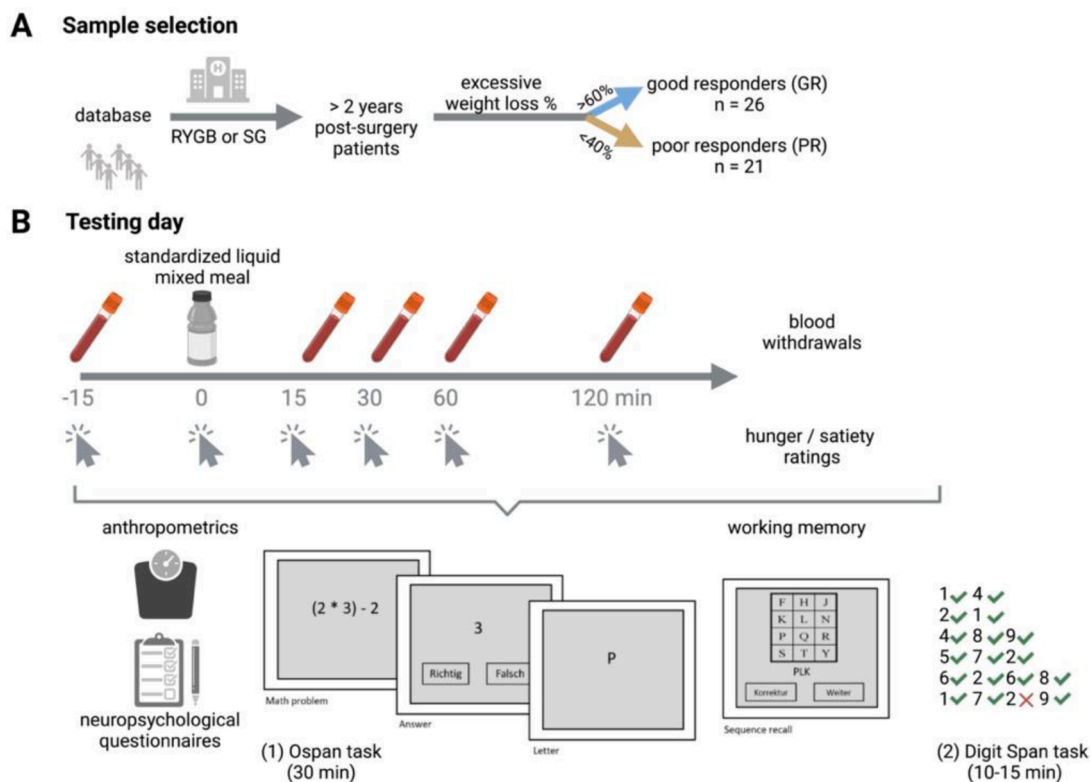 A Sample selection
database
H
RYGB or SG
> 2 years
post-surgery
patients
excessive
weight loss %
>60%
<40%
good responders (GR)
n = 26
poor responders (PR)
n = 21
B Testing day
standardized liquid
mixed meal
blood
withdrawals
-15 0 15 30 60 120 min
hunger / satiety
ratings
anthropometrics
working memory
neuropsychological
questionnaires
(2 * 3) - 2
Math problem
3
Richtig Falsch
Answer
P
Letter
F H J
K L N
P Q R
S T Y
PLK
Korrektur Weiter
Sequence recall
1 4
2 1
4 8 9
5 7 2
6 2 6 8
1 7 2 9
(1) Ospan task
(30 min)
(2) Digit Span task
(10-15 min)